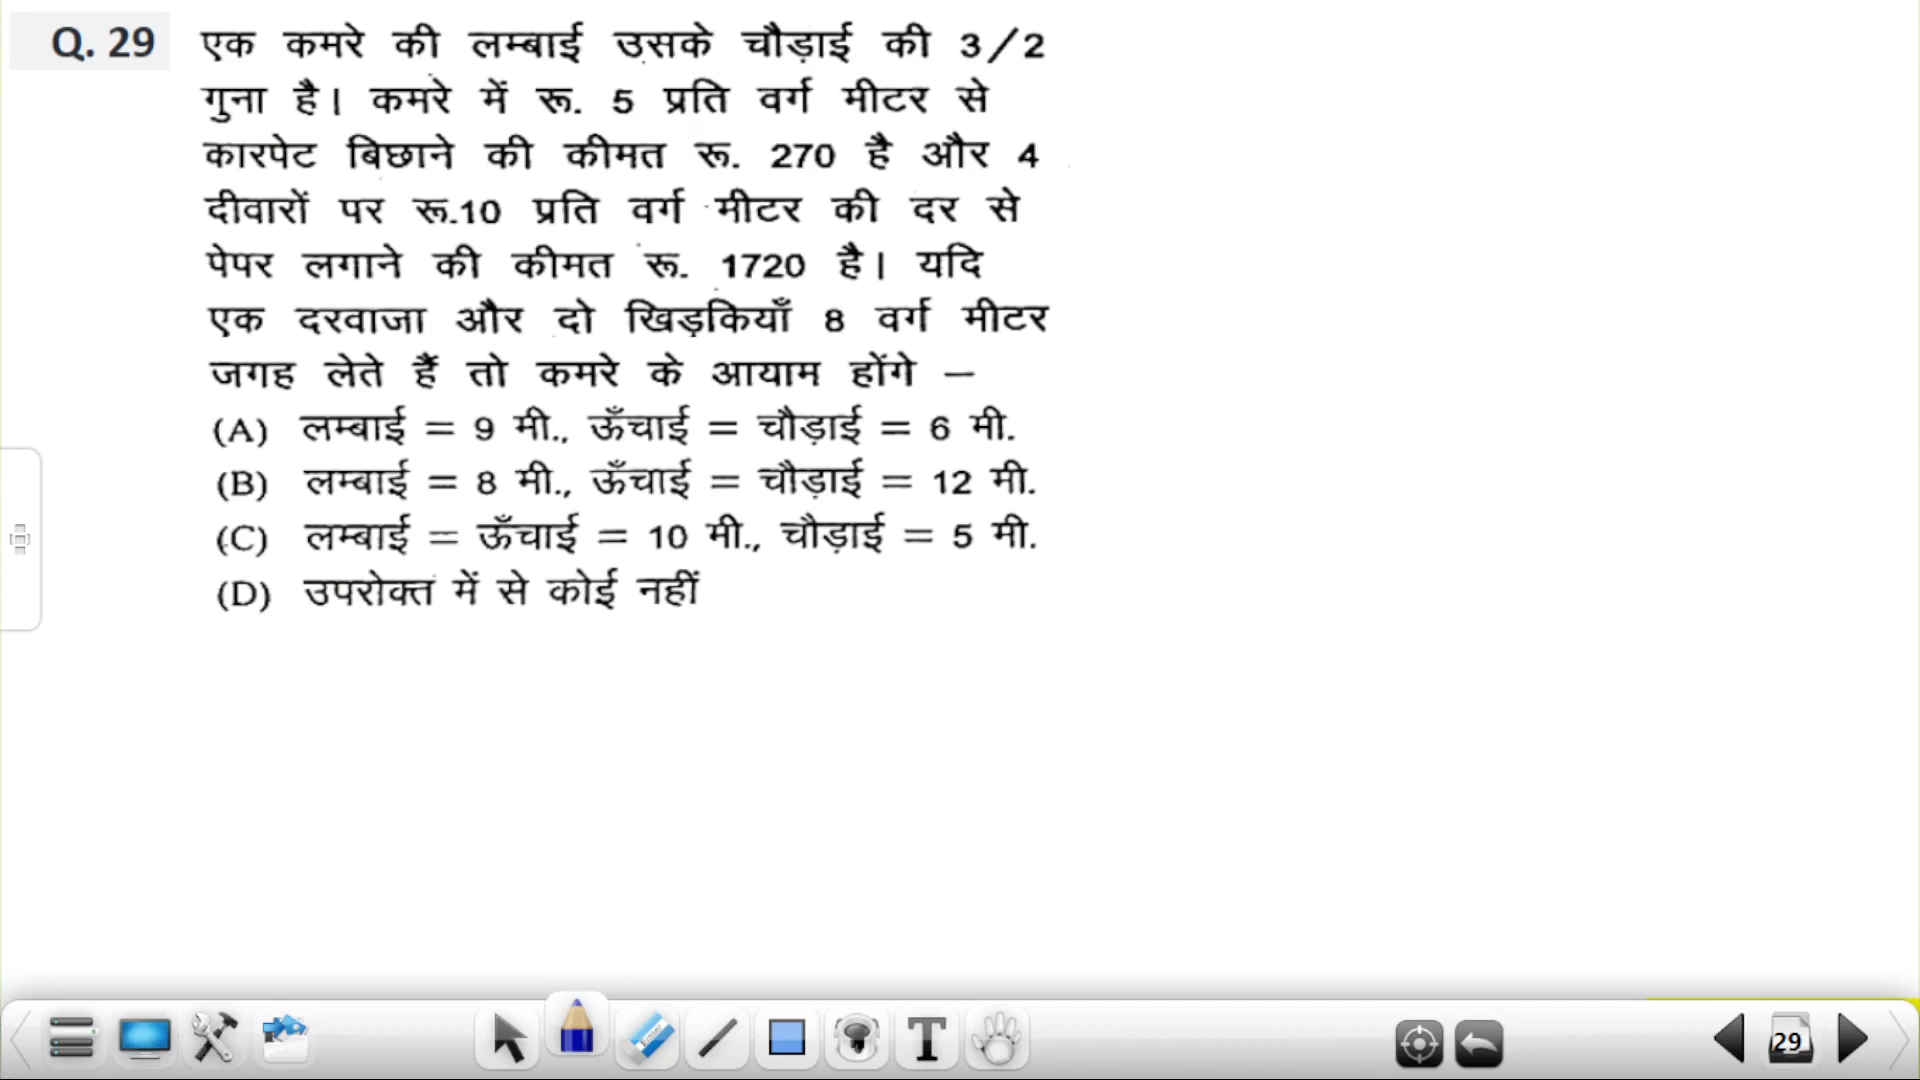 Q. 29 एक कमरे की लम्बाई उसके चौड़ाई की 3/2
गुना है। कमरे में रू. 5 प्रति वर्ग मीटर से
कारपेट बिछाने की कीमत रू. 270 है और 4
दीवारों पर रू.10 प्रति वर्ग मीटर की दर से
पेपर लगाने की कीमत रू. 1720 है। यदि
एक दरवाजा और दो खिड़कियाँ 8 वर्ग मीटर
जगह लेते हैं तो कमरे के आयाम होंगे –
(A) लम्बाई = 9 मी., ऊँचाई = चौड़ाई = 6 मी.
(B) लम्बाई = 8 मी., ऊँचाई = चौड़ाई = 12 मी.
(C) लम्बाई = ऊँचाई = 10 मी., चौड़ाई = 5 मी.
(D) उपरोक्त में से कोई नहीं
T 29